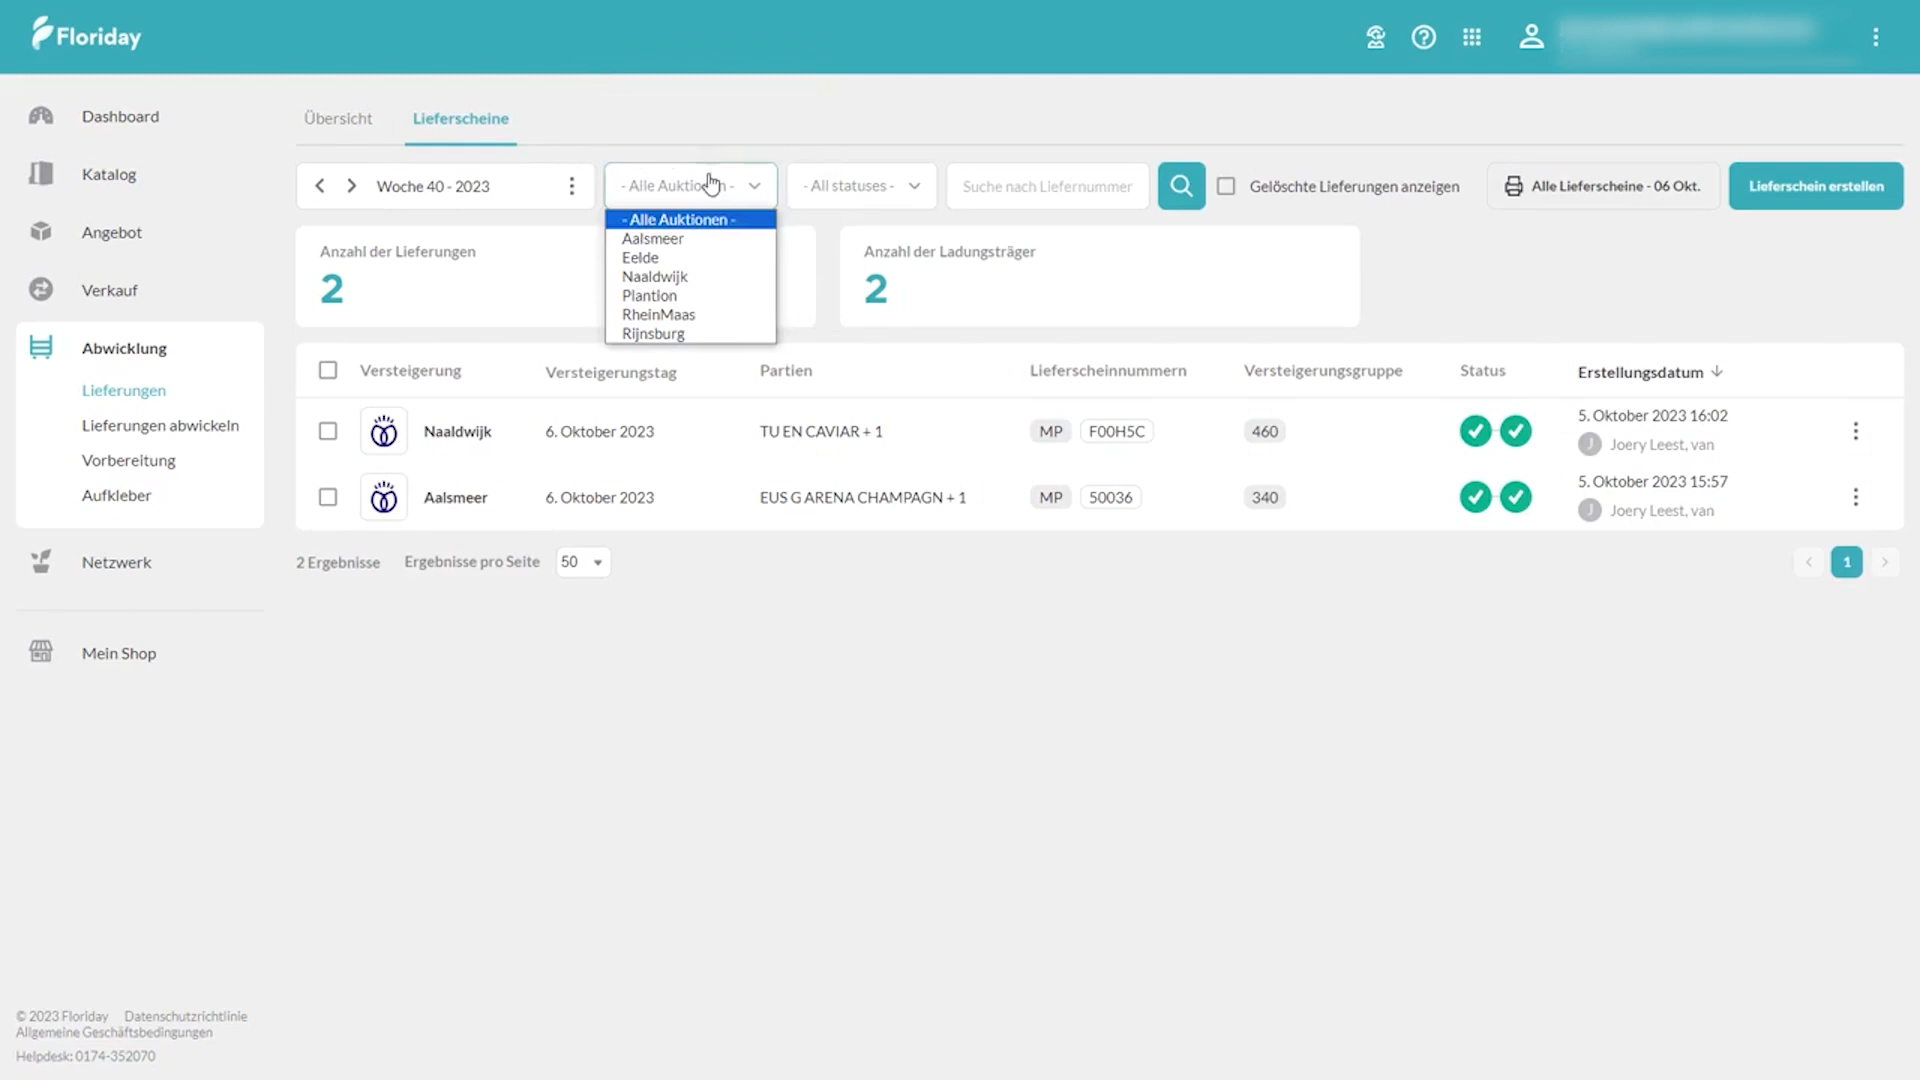 Floriday
Dashboard
Katalog
Angebot
Verkauf
Abwicklung
Lieferungen
Lieferungen abwickeln
Vorbereitung
Aufkleber
Netzwerk
Mein Shop
© 2023 Floriday Datenschutzrichtlinie
Allgemeine Geschäftsbedingungen
Helpdesk: 0174-352070
Übersicht Lieferscheine
Woche 40 - 2023 - Alle Auktionen - - All statuses - Suche nach Liefernummer Gelöschte Lieferungen anzeigen Alle Lieferscheine - 06 Okt. Lieferschein erstellen
- Alle Auktionen -
Aalsmeer
Eelde
Naaldwijk
Plantion
RheinMaas
Rijnsburg
Anzahl der Lieferungen
2
Anzahl der Ladungsträger
2
Versteigerung Versteigerungstag Partien Lieferscheinnummern Versteigerungsgruppe Status Erstellungsdatum
Naaldwijk 6. Oktober 2023 TU EN CAVIAR + 1 MP F00H5C 460 5. Oktober 2023 16:02
J Joery Leest, van
Aalsmeer 6. Oktober 2023 EUS G ARENA CHAMPAGN + 1 MP 50036 340 5. Oktober 2023 15:57
J Joery Leest, van
2 Ergebnisse Ergebnisse pro Seite 50 1